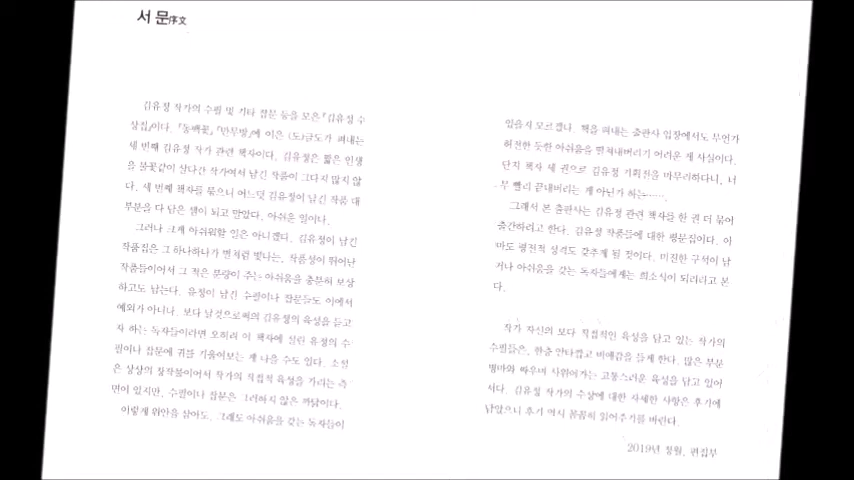 서 문序文
김유정 작가의 수필 및 기타 잡문 등을 모은『김유정 수
상집』이다. 『동백꽃』, 『만무방』에 이은 (도)글도가 펴내는
세 번째 김유정 작가 관련 책자이다. 김유정은 짧은 인생
을 불꽃같이 살다간 작가여서 남긴 작품이 그다지 많지 않
다. 세 번째 책자를 묶으니 어느덧 김유정이 남긴 작품 대
부분을 다 담은 셈이 되고 말았다. 아쉬운 일이다.
그러나 크게 아쉬워할 일은 아니겠다. 김유정이 남긴
작품집은 그 하나하나가 별처럼 빛나는, 작품성이 뛰어난
작품들이어서 그 적은 분량이 주는 아쉬움을 충분히 보상
하고도 남는다. 유정이 남긴 수필이나 잡문들도 이에서
예외가 아니다. 보다 날것으로써의 김유정의 육성을 듣고
자 하는 독자들이라면 오히려 이 책자에 실린 유정의 수
필이나 잡문에 귀를 기울여보는 게 나을 수도 있다. 소설
은 상상의 창작물이어서 작가의 직접적 육성을 가리는 측
면이 있지만, 수필이나 잡문은 그러하지 않은 까닭이다.
이렇게 위안을 삼아도, 그래도 아쉬움을 갖는 독자들이
있을지 모르겠다. 책을 펴내는 출판사 입장에서도 무언가
허전한 듯한 아쉬움을 떨쳐내버리기 어려운 게 사실이다.
단지 책자 세 권으로 김유정 기획전을 마무리하다니, 너
무 빨리 끝내버리는 게 아닌가 하는…….
그래서 본 출판사는 김유정 관련 책자를 한 권 더 묶어
출간하려고 한다. 김유정 작품들에 대한 평문집이다. 아
마도 평전적 성격도 갖추게 될 것이다. 미진한 구석이 남
거나 아쉬움을 갖는 독자들에게는 희소식이 되리라고 본
다.
작가 자신의 보다 직접적인 육성을 담고 있는 작가의
수필들은, 한층 안타깝고 비애감을 들게 한다. 많은 부분
병마와 싸우며 사위어가는 고통스러운 육성을 담고 있어
서다. 김유정 작가의 수상에 대한 자세한 사항은 후기에
남았으니 후기 역시 꼼꼼히 읽어주기를 바란다.
2019년 정월, 편집부